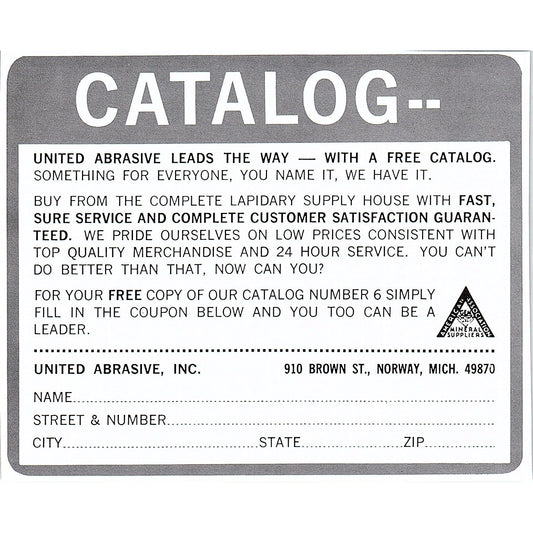 CATALOG--
UNITED ABRASIVE LEADS THE WAY — WITH A FREE CATALOG.
SOMETHING FOR EVERYONE, YOU NAME IT, WE HAVE IT.
BUY FROM THE COMPLETE LAPIDARY SUPPLY HOUSE WITH FAST,
SURE SERVICE AND COMPLETE CUSTOMER SATISFACTION GUARAN-
TEED. WE PRIDE OURSELVES ON LOW PRICES CONSISTENT WITH
TOP QUALITY MERCHANDISE AND 24 HOUR SERVICE. YOU CAN'T
DO BETTER THAN THAT, NOW CAN YOU?
FOR YOUR FREE COPY OF OUR CATALOG NUMBER 6 SIMPLY
FILL IN THE COUPON BELOW AND YOU TOO CAN BE A
LEADER.
AMERICAN ASSOCIATION
MINERAL
SUPPLIERS
UNITED ABRASIVE, INC. 910 BROWN ST., NORWAY, MICH. 49870
NAME
STREET & NUMBER
CITY STATE ZIP